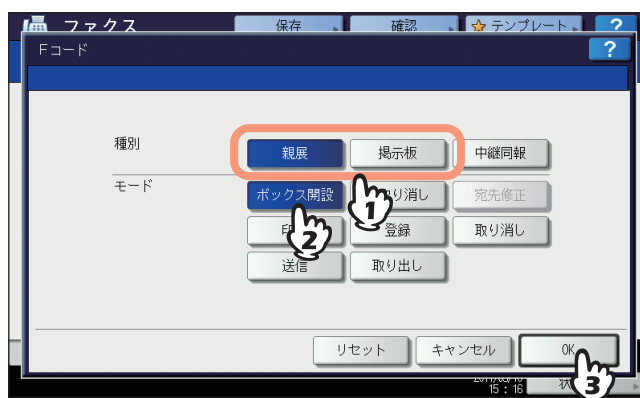 ファクス 保存 確認 テンプレート ?
Fコード ?
種別 親展 掲示板 中継同報
モード ボックス開設 り消し 宛先修正
1
2 登録 取り消し
送信 取り出し
リセット キャンセル OK
3
15:16